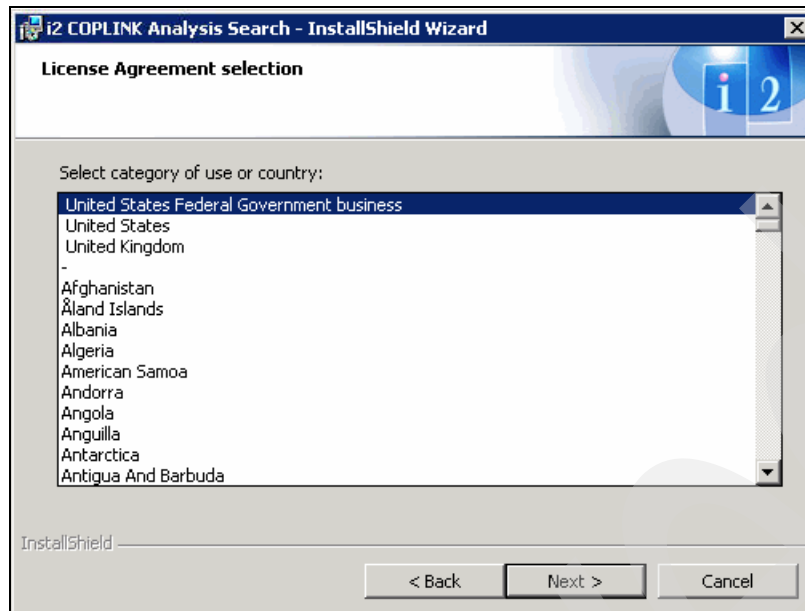 i2 COPLINK Analysis Search - InstallShield Wizard
License Agreement selection
i2
Select category of use or country:
United States Federal Government business
United States
United Kingdom
-
Afghanistan
Åland Islands
Albania
Algeria
American Samoa
Andorra
Angola
Anguilla
Antarctica
Antigua And Barbuda
InstallShield
< Back Next > Cancel